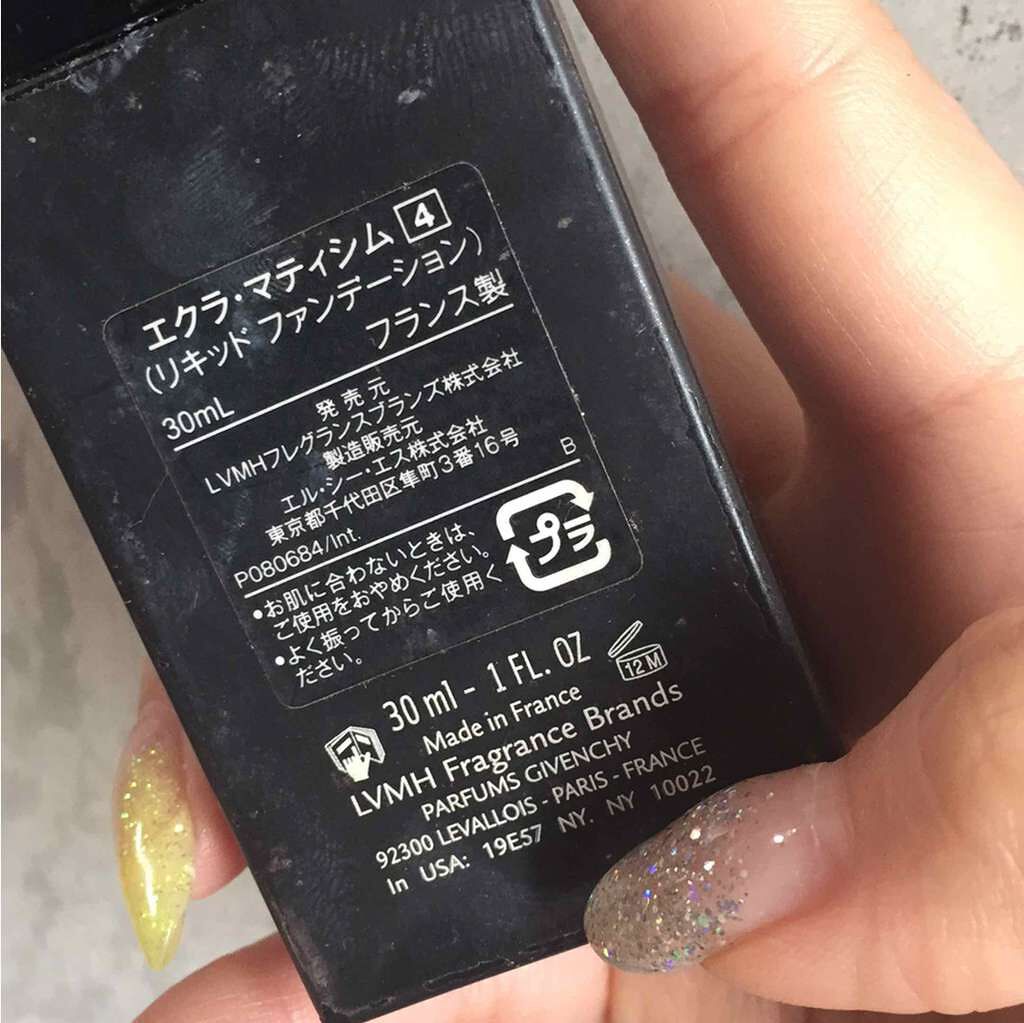 エクラ・マティシム 4
(リキッド ファンデーション)
フランス製
30mL
発売元
LVMHフレグランスブランズ株式会社
製造販売元
エル・シー・エス株式会社
東京都千代田区隼町3番16号
P080684/Int. B
・お肌に合わないときは、
ご使用をおやめください。
・よく振ってからご使用く
ださい。
プラ
30 ml - 1 FL. OZ
12 M
Made in France
LVMH Fragrance Brands
PARFUMS GIVENCHY
92300 LEVALLOIS - PARIS - FRANCE
In USA: 19E57 NY. NY 10022